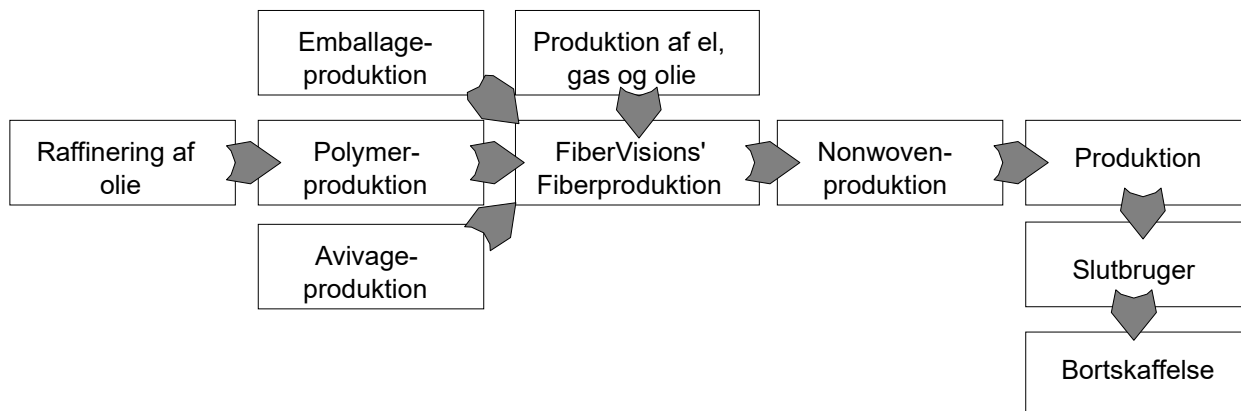 Emballage-
produktion
Produktion af el,
gas og olie
Raffinering af
olie
Polymer-
produktion
FiberVisions'
Fiberproduktion
Nonwoven-
produktion
Produktion
Avivage-
produktion
Slutbruger
Bortskaffelse